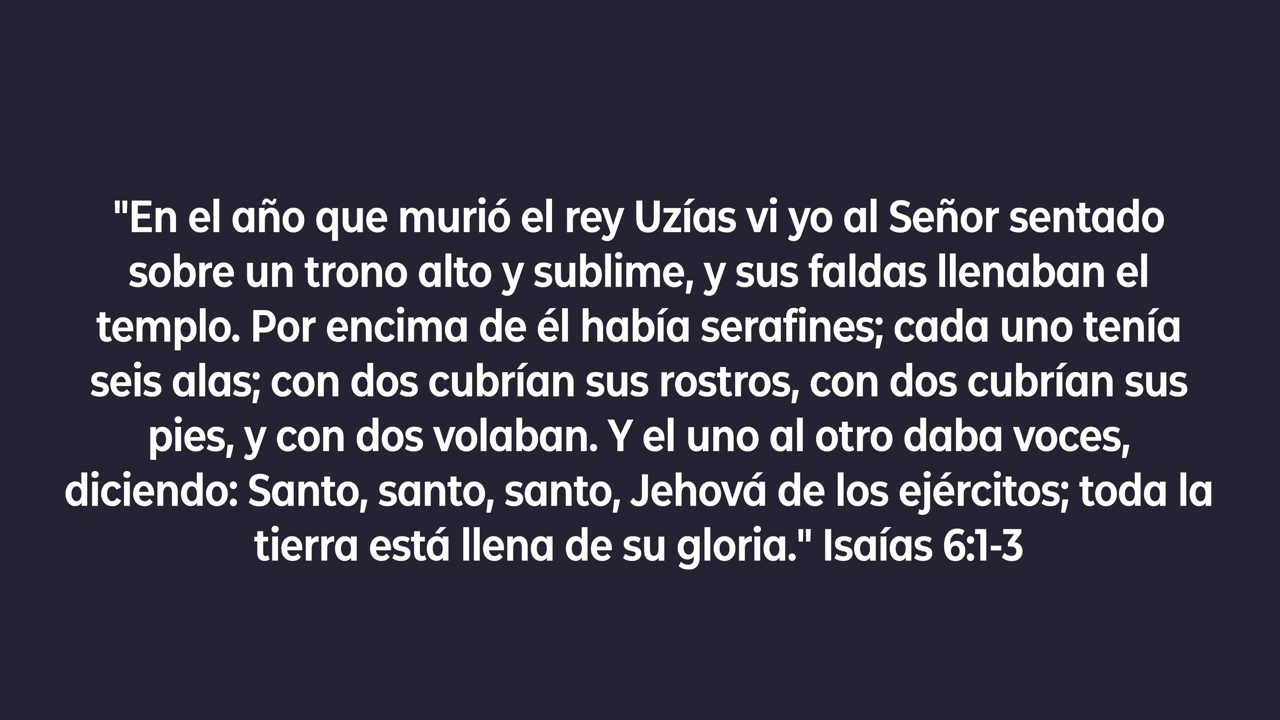 "En el año que murió el rey Uzías vi yo al Señor sentado
sobre un trono alto y sublime, y sus faldas llenaban el
templo. Por encima de él había serafines; cada uno tenía
seis alas; con dos cubrían sus rostros, con dos cubrían sus
pies, y con dos volaban. Y el uno al otro daba voces,
diciendo: Santo, santo, santo, Jehová de los ejércitos; toda la
tierra está llena de su gloria." Isaías 6:1-3